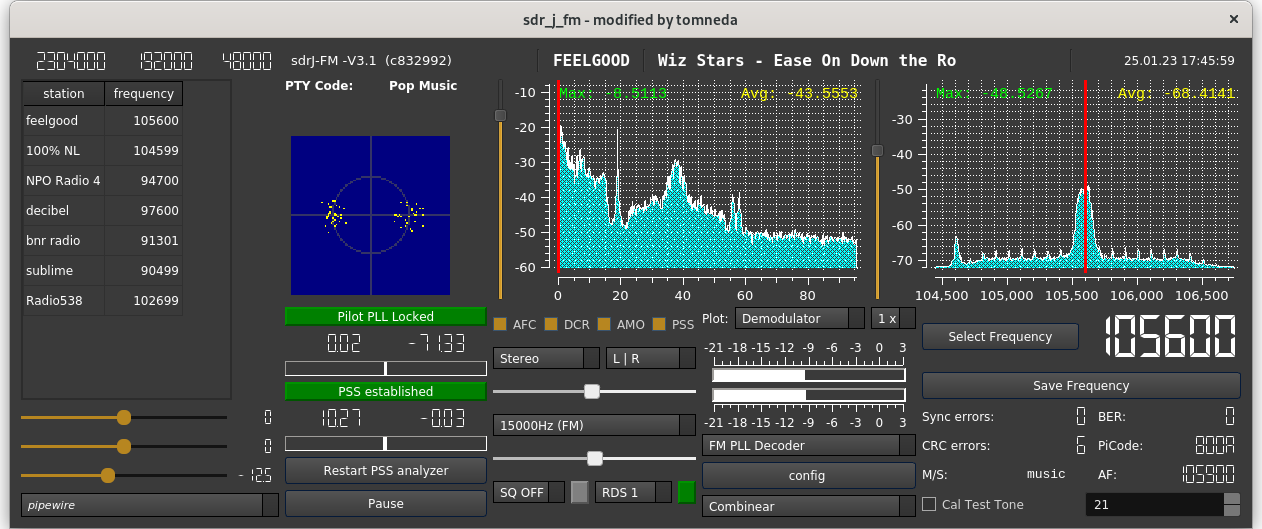 sdr_j_fm - modified by tomneda ×
2304000 192000 48000 sdrJ-FM -V3.1 (c832992) FEELGOOD Wiz Stars - Ease On Down the Ro 25.01.23 17:45:59
station frequency
feelgood 105600
100% NL 104599
NPO Radio 4 94700
decibel 97600
bnr radio 91301
sublime 90499
Radio538 102699
0
0
-12.5
pipewire
PTY Code: Pop Music
Pilot PLL Locked
0.02 -71.33
PSS established
10.27 -0.03
Restart PSS analyzer
Pause
Max: -8.5113 Avg: -43.5553
-10
-20
-30
-40
-50
-60
0 20 40 60 80
AFC DCR AMO PSS
Stereo L | R
15000Hz (FM)
SQ OFF RDS 1
Plot: Demodulator 1 x
-21 -18 -15 -12 -9 -6 -3 0 3
-21 -18 -15 -12 -9 -6 -3 0 3
FM PLL Decoder
config
Combinear
Max: Avg: -68.4141
-30
-40
-50
-60
-70
104,500 105,000 105,500 106,000 106,500
Select Frequency 105600
Save Frequency
Sync errors: 0 BER: 0
CRC errors: 6 PiCode:
M/S: music AF: 105900
Cal Test Tone 21